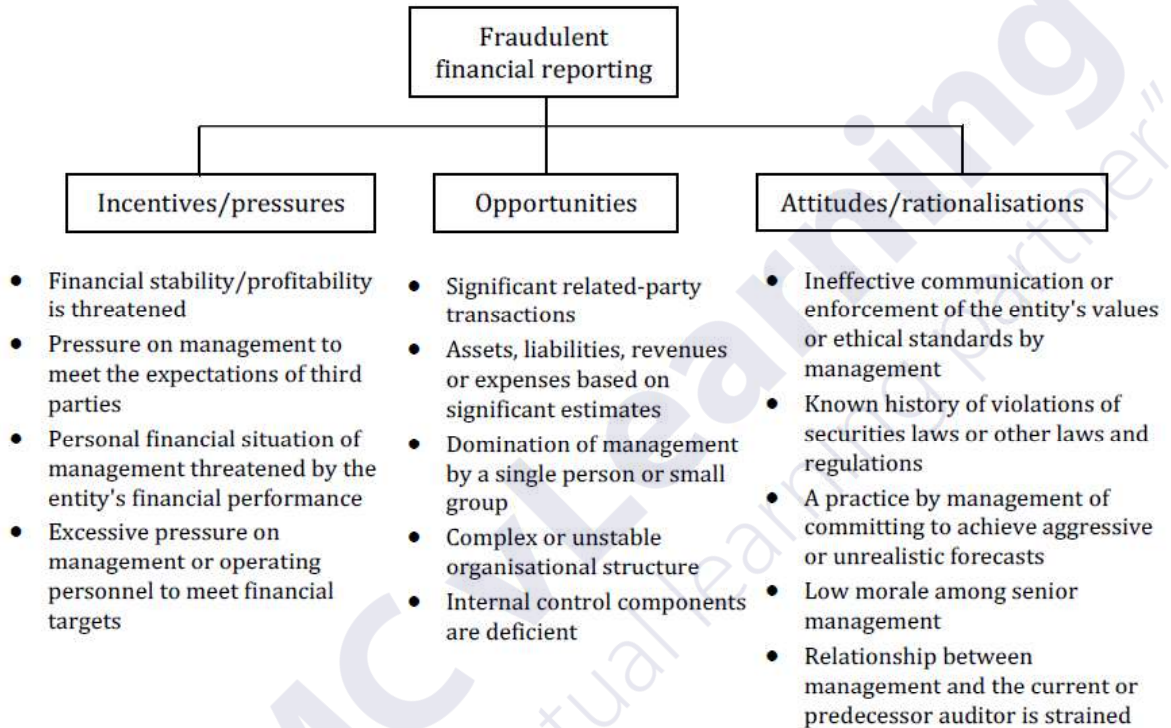 Fraudulent
financial reporting
Incentives/pressures
Opportunities
Attitudes/rationalisations
● Financial stability/profitability
is threatened
● Pressure on management to
meet the expectations of third
parties
● Personal financial situation of
management threatened by the
entity's financial performance
● Excessive pressure on
management or operating
personnel to meet financial
targets
● Significant related-party
transactions
● Assets, liabilities, revenues
or expenses based on
significant estimates
● Domination of management
by a single person or small
group
● Complex or unstable
organisational structure
● Internal control components
are deficient
● Ineffective communication or
enforcement of the entity's values
or ethical standards by
management
● Known history of violations of
securities laws or other laws and
regulations
● A practice by management of
committing to achieve aggressive
or unrealistic forecasts
● Low morale among senior
management
● Relationship between
management and the current or
predecessor auditor is strained
vLearning
learning partner"